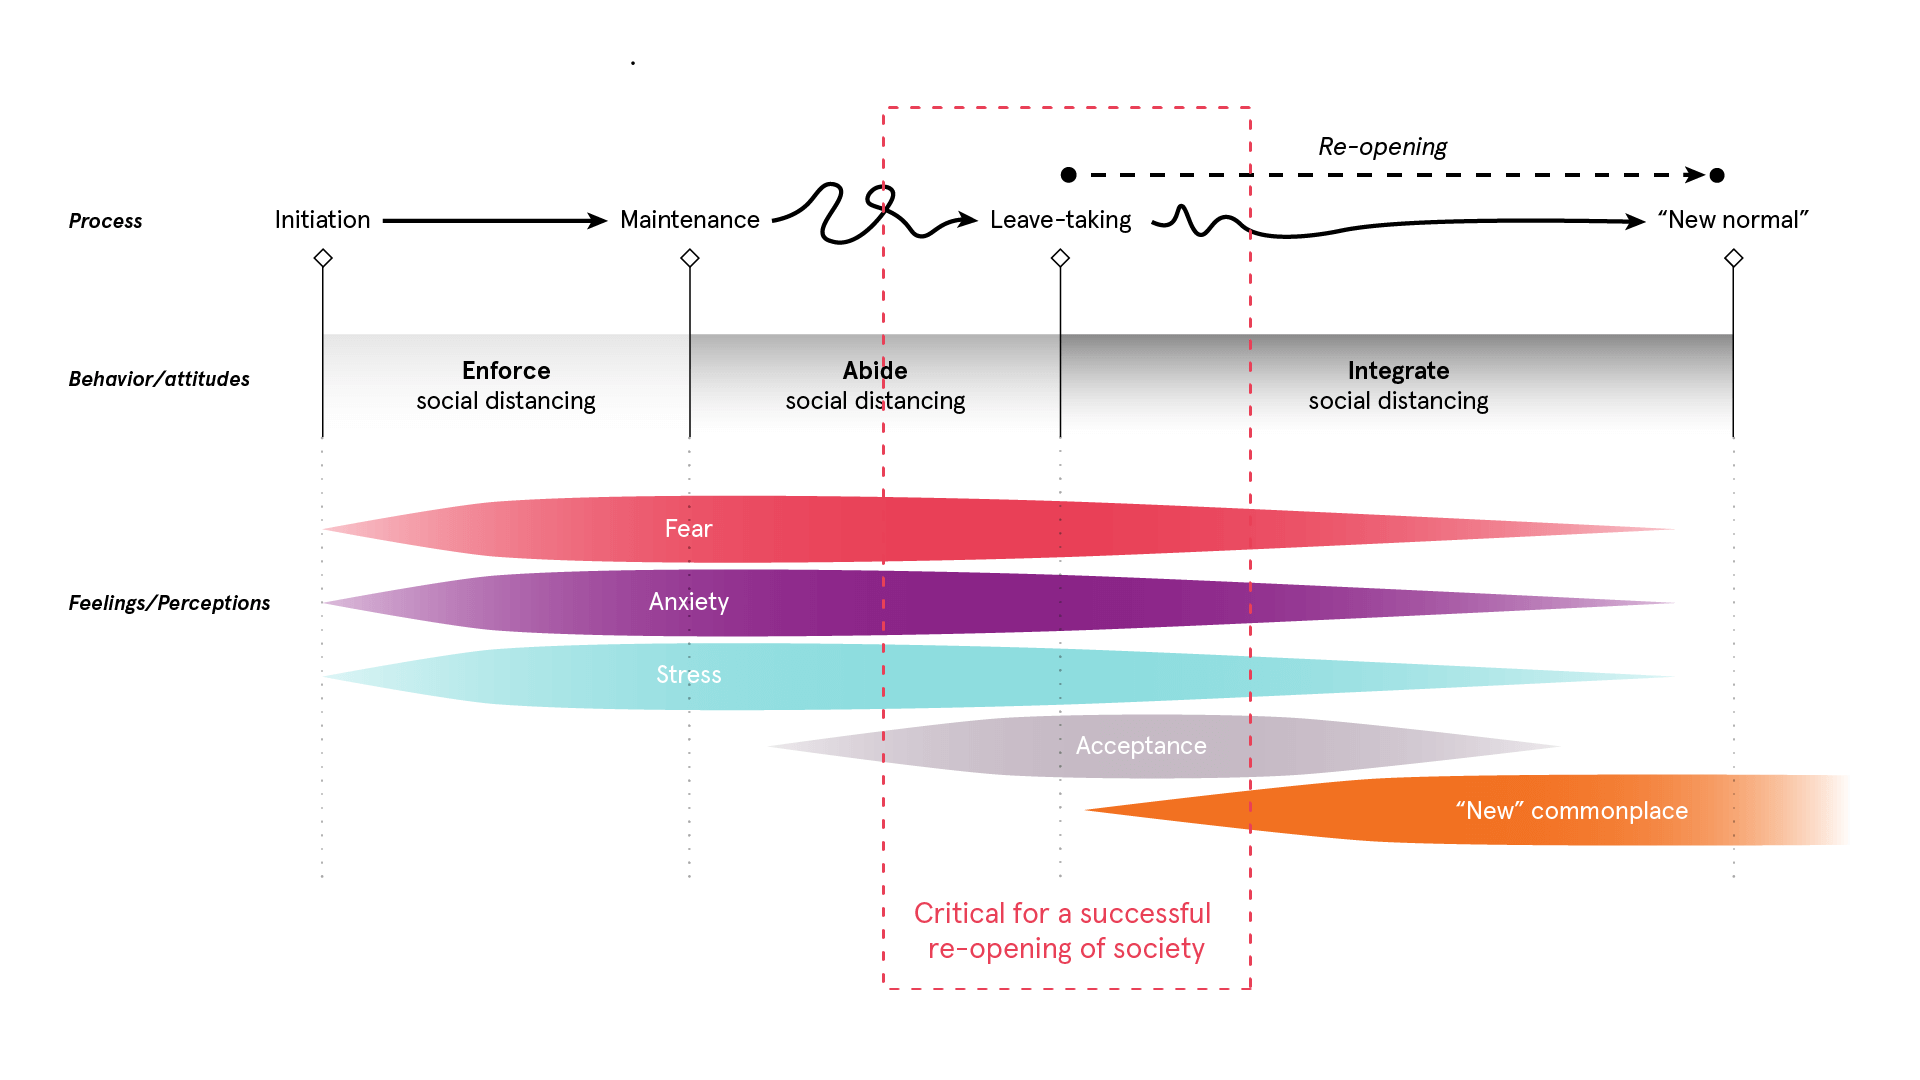 Re-opening
Process
Initiation
Maintenance
Leave-taking
“New normal”
Behavior/attitudes
Enforce
social distancing
Abide
social distancing
Integrate
social distancing
Feelings/Perceptions
Fear
Anxiety
Stress
Acceptance
“New” commonplace
Critical for a successful
re-opening of society